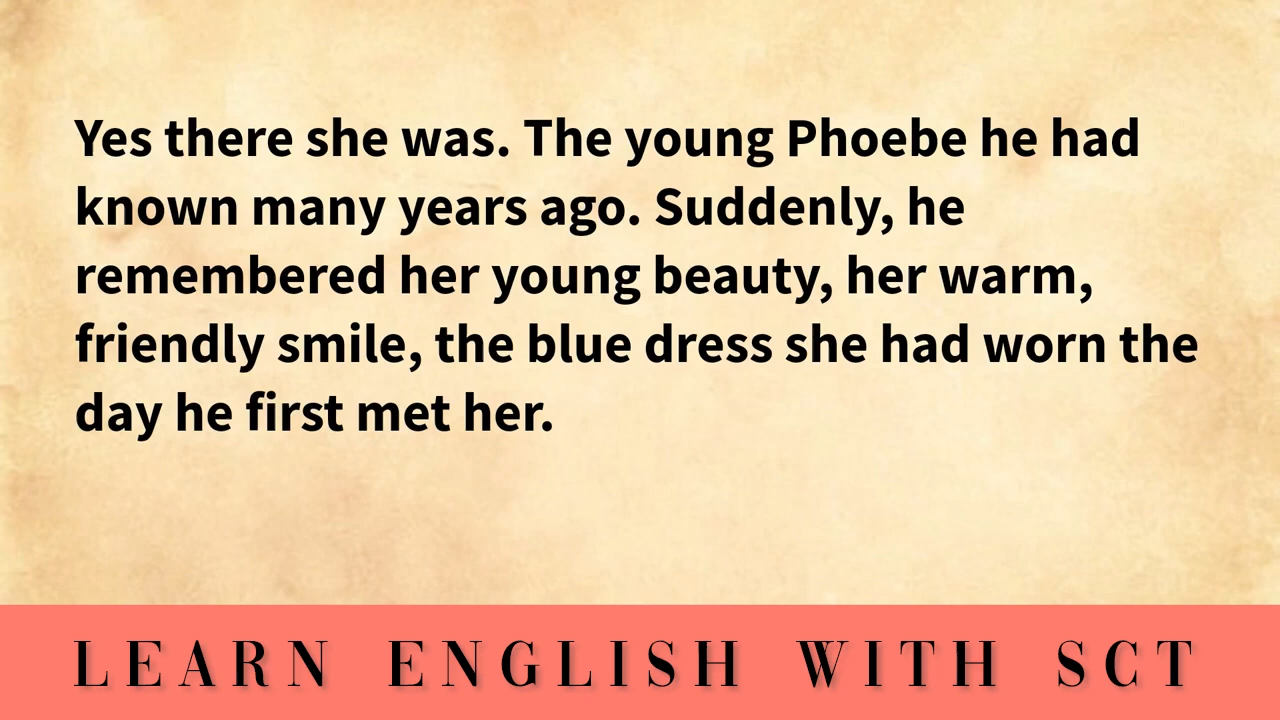 Yes there she was. The young Phoebe he had
known many years ago. Suddenly, he
remembered her young beauty, her warm,
friendly smile, the blue dress she had worn the
day he first met her.
LEARN ENGLISH WITH SCT